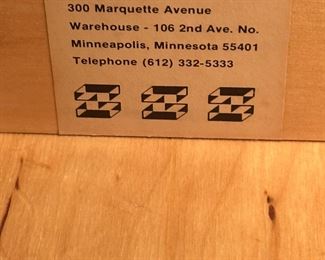 300 Marquette Avenue
Warehouse - 106 2nd Ave. No.
Minneapolis, Minnesota 55401
Telephone (612) 332-5333